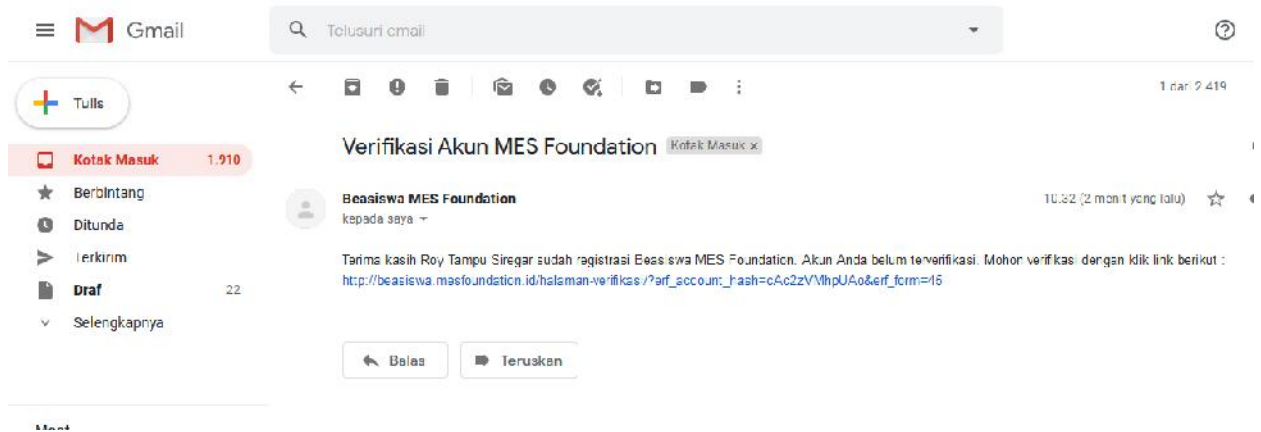 Gmail
Telusuri email
Tulis
1 dari 2.419
Verifikasi Akun MES Foundation Kotak Masuk x
Kotak Masuk 1.910
Berbintang
Ditunda
Terkirim
Draf 22
Selengkapnya
Beasiswa MES Foundation 10.32 (2 menit yang lalu)
kepada saya
Terima kasih Roy Tampu Siregar sudah registrasi Beasiswa MES Foundation. Akun Anda belum terverifikasi. Mohon verifikasi dengan klik link berikut :
http://beasiswa.mesfoundation.id/halaman-verifikasi/?erf_account_hash=cAc2zVMhpUAo&erf_form=45
Balas Teruskan